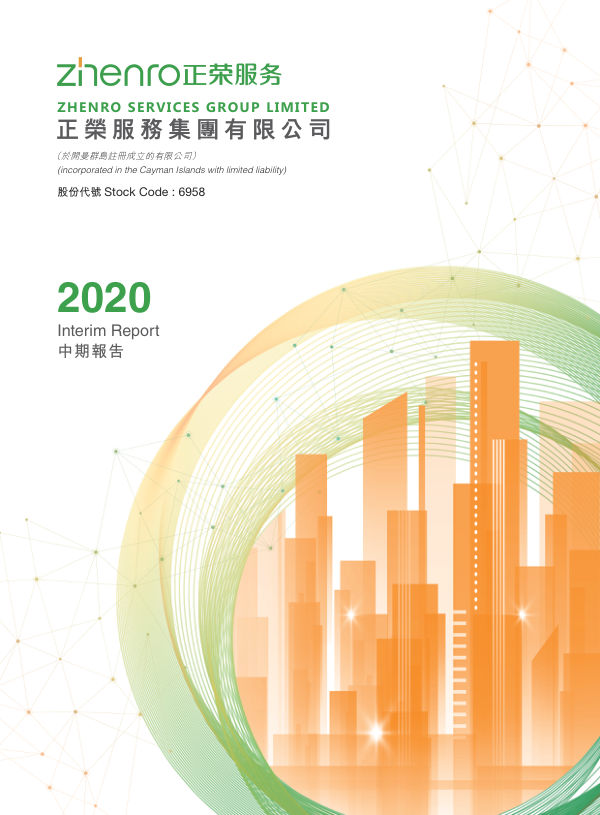 zhenro正荣服务
ZHENRO SERVICES GROUP LIMITED
正榮服務集團有限公司
（於開曼群島註冊成立的有限公司）
(incorporated in the Cayman Islands with limited liability)
股份代號 Stock Code : 6958
2020
Interim Report
中期報告